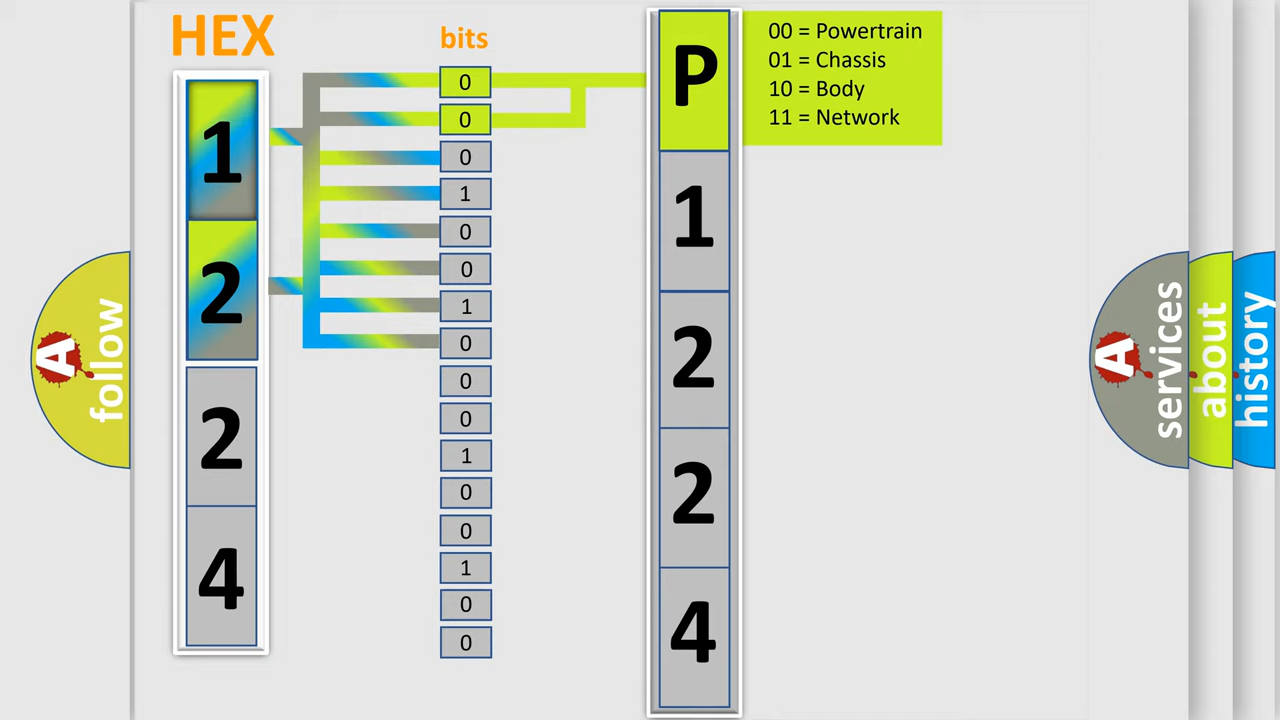 HEX
bits
1
2
2
4
0
0
0
1
0
0
1
0
0
0
1
0
0
1
0
0
P
1
2
2
4
00 = Powertrain
01 = Chassis
10 = Body
11 = Network
A
follow
A
services
about
history